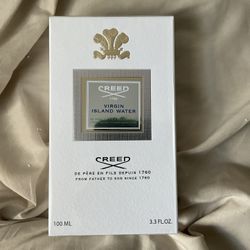 CREED
VIRGIN
ISLAND WATER
CREED
DE PÈRE EN FILS DEPUIS 1760
FROM FATHER TO SON SINCE 1760
100 ML
3.3 FL.OZ.